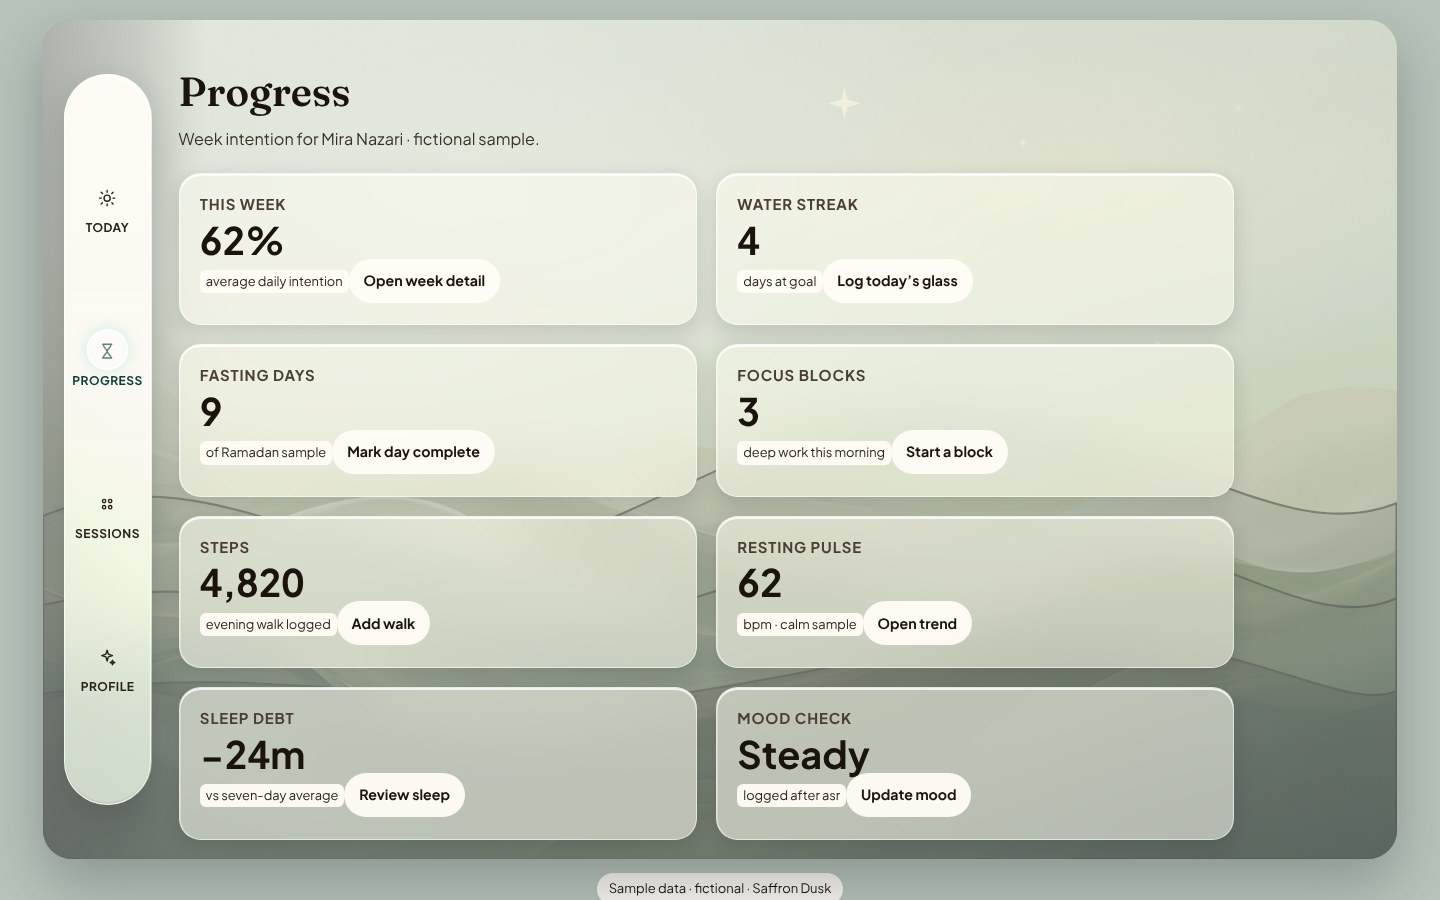 Progress
Week intention for Mira Nazari · fictional sample.
TODAY
PROGRESS
SESSIONS
PROFILE
THIS WEEK
62%
average daily intention
Open week detail
WATER STREAK
4
days at goal
Log today’s glass
FASTING DAYS
9
of Ramadan sample
Mark day complete
FOCUS BLOCKS
3
deep work this morning
Start a block
STEPS
4,820
evening walk logged
Add walk
RESTING PULSE
62
bpm · calm sample
Open trend
SLEEP DEBT
−24m
vs seven-day average
Review sleep
MOOD CHECK
Steady
logged after asr
Update mood
Sample data · fictional · Saffron Dusk